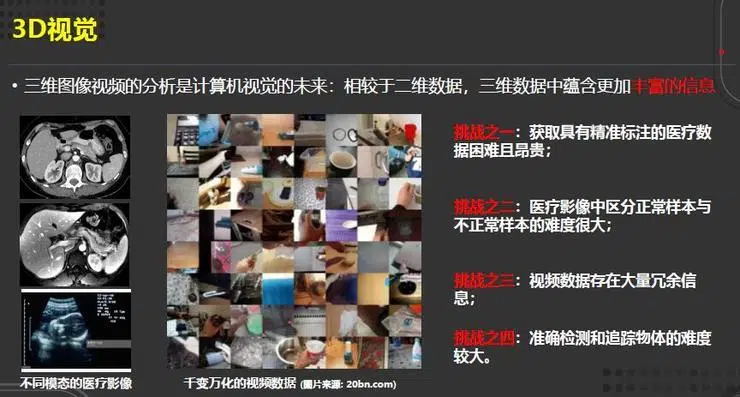 3D视觉
• 三维图像视频的分析是计算机视觉的未来：相较于二维数据，三维数据中蕴含更加丰富的信息
挑战之一：获取具有精准标注的医疗数
据困难且昂贵；
挑战之二：医疗影像中区分正常样本与
不正常样本的难度很大；
挑战之三：视频数据存在大量冗余信
息；
挑战之四：准确检测和追踪物体的难度
较大。
不同模态的医疗影像
千变万化的视频数据 (图片来源: 20bn.com)